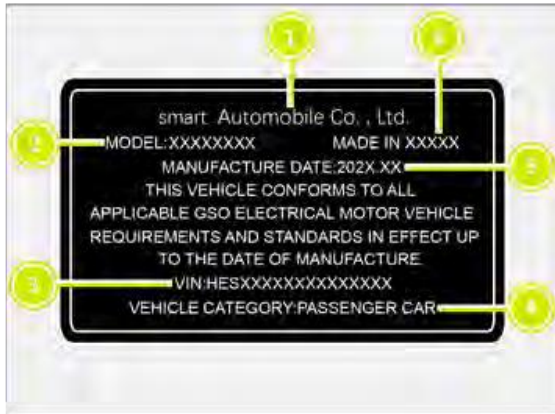 smart Automobile Co. , Ltd.
MODEL:XXXXXXXX MADE IN XXXXX
MANUFACTURE DATE:202X.XX
THIS VEHICLE CONFORMS TO ALL
APPLICABLE GSO ELECTRICAL MOTOR VEHICLE
REQUIREMENTS AND STANDARDS IN EFFECT UP
TO THE DATE OF MANUFACTURE
VIN:HESXXXXXXXXXXXXXX
VEHICLE CATEGORY:PASSENGER CAR